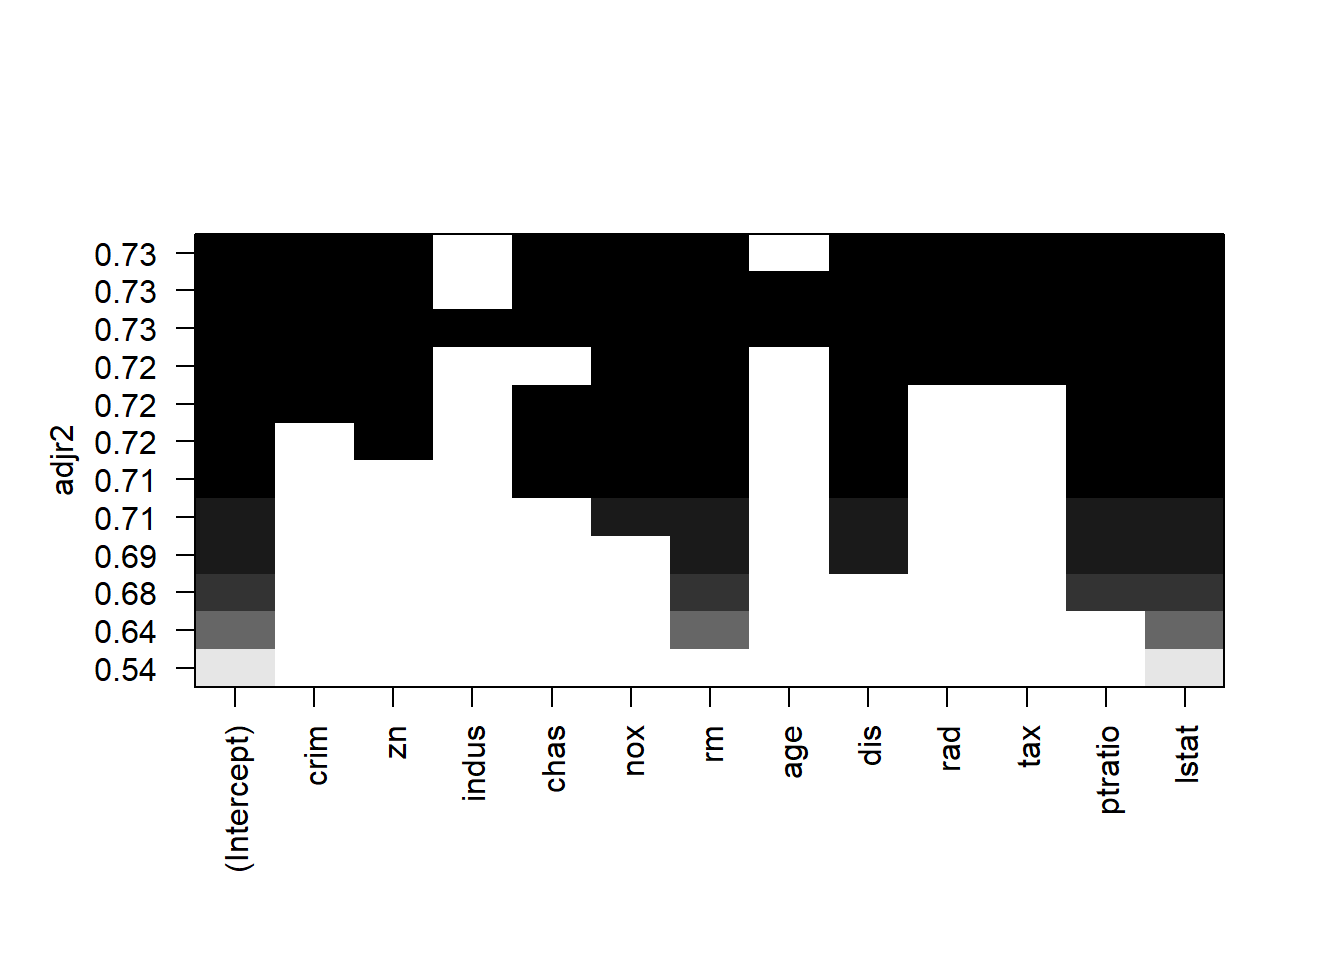 0.73
0.73
0.73
0.72
0.72
0.72
0.71
0.71
0.69
0.68
0.64
0.54
adjr2
(Intercept)
crim
zn
indus
chas
nox
rm
age
dis
rad
tax
ptratio
lstat